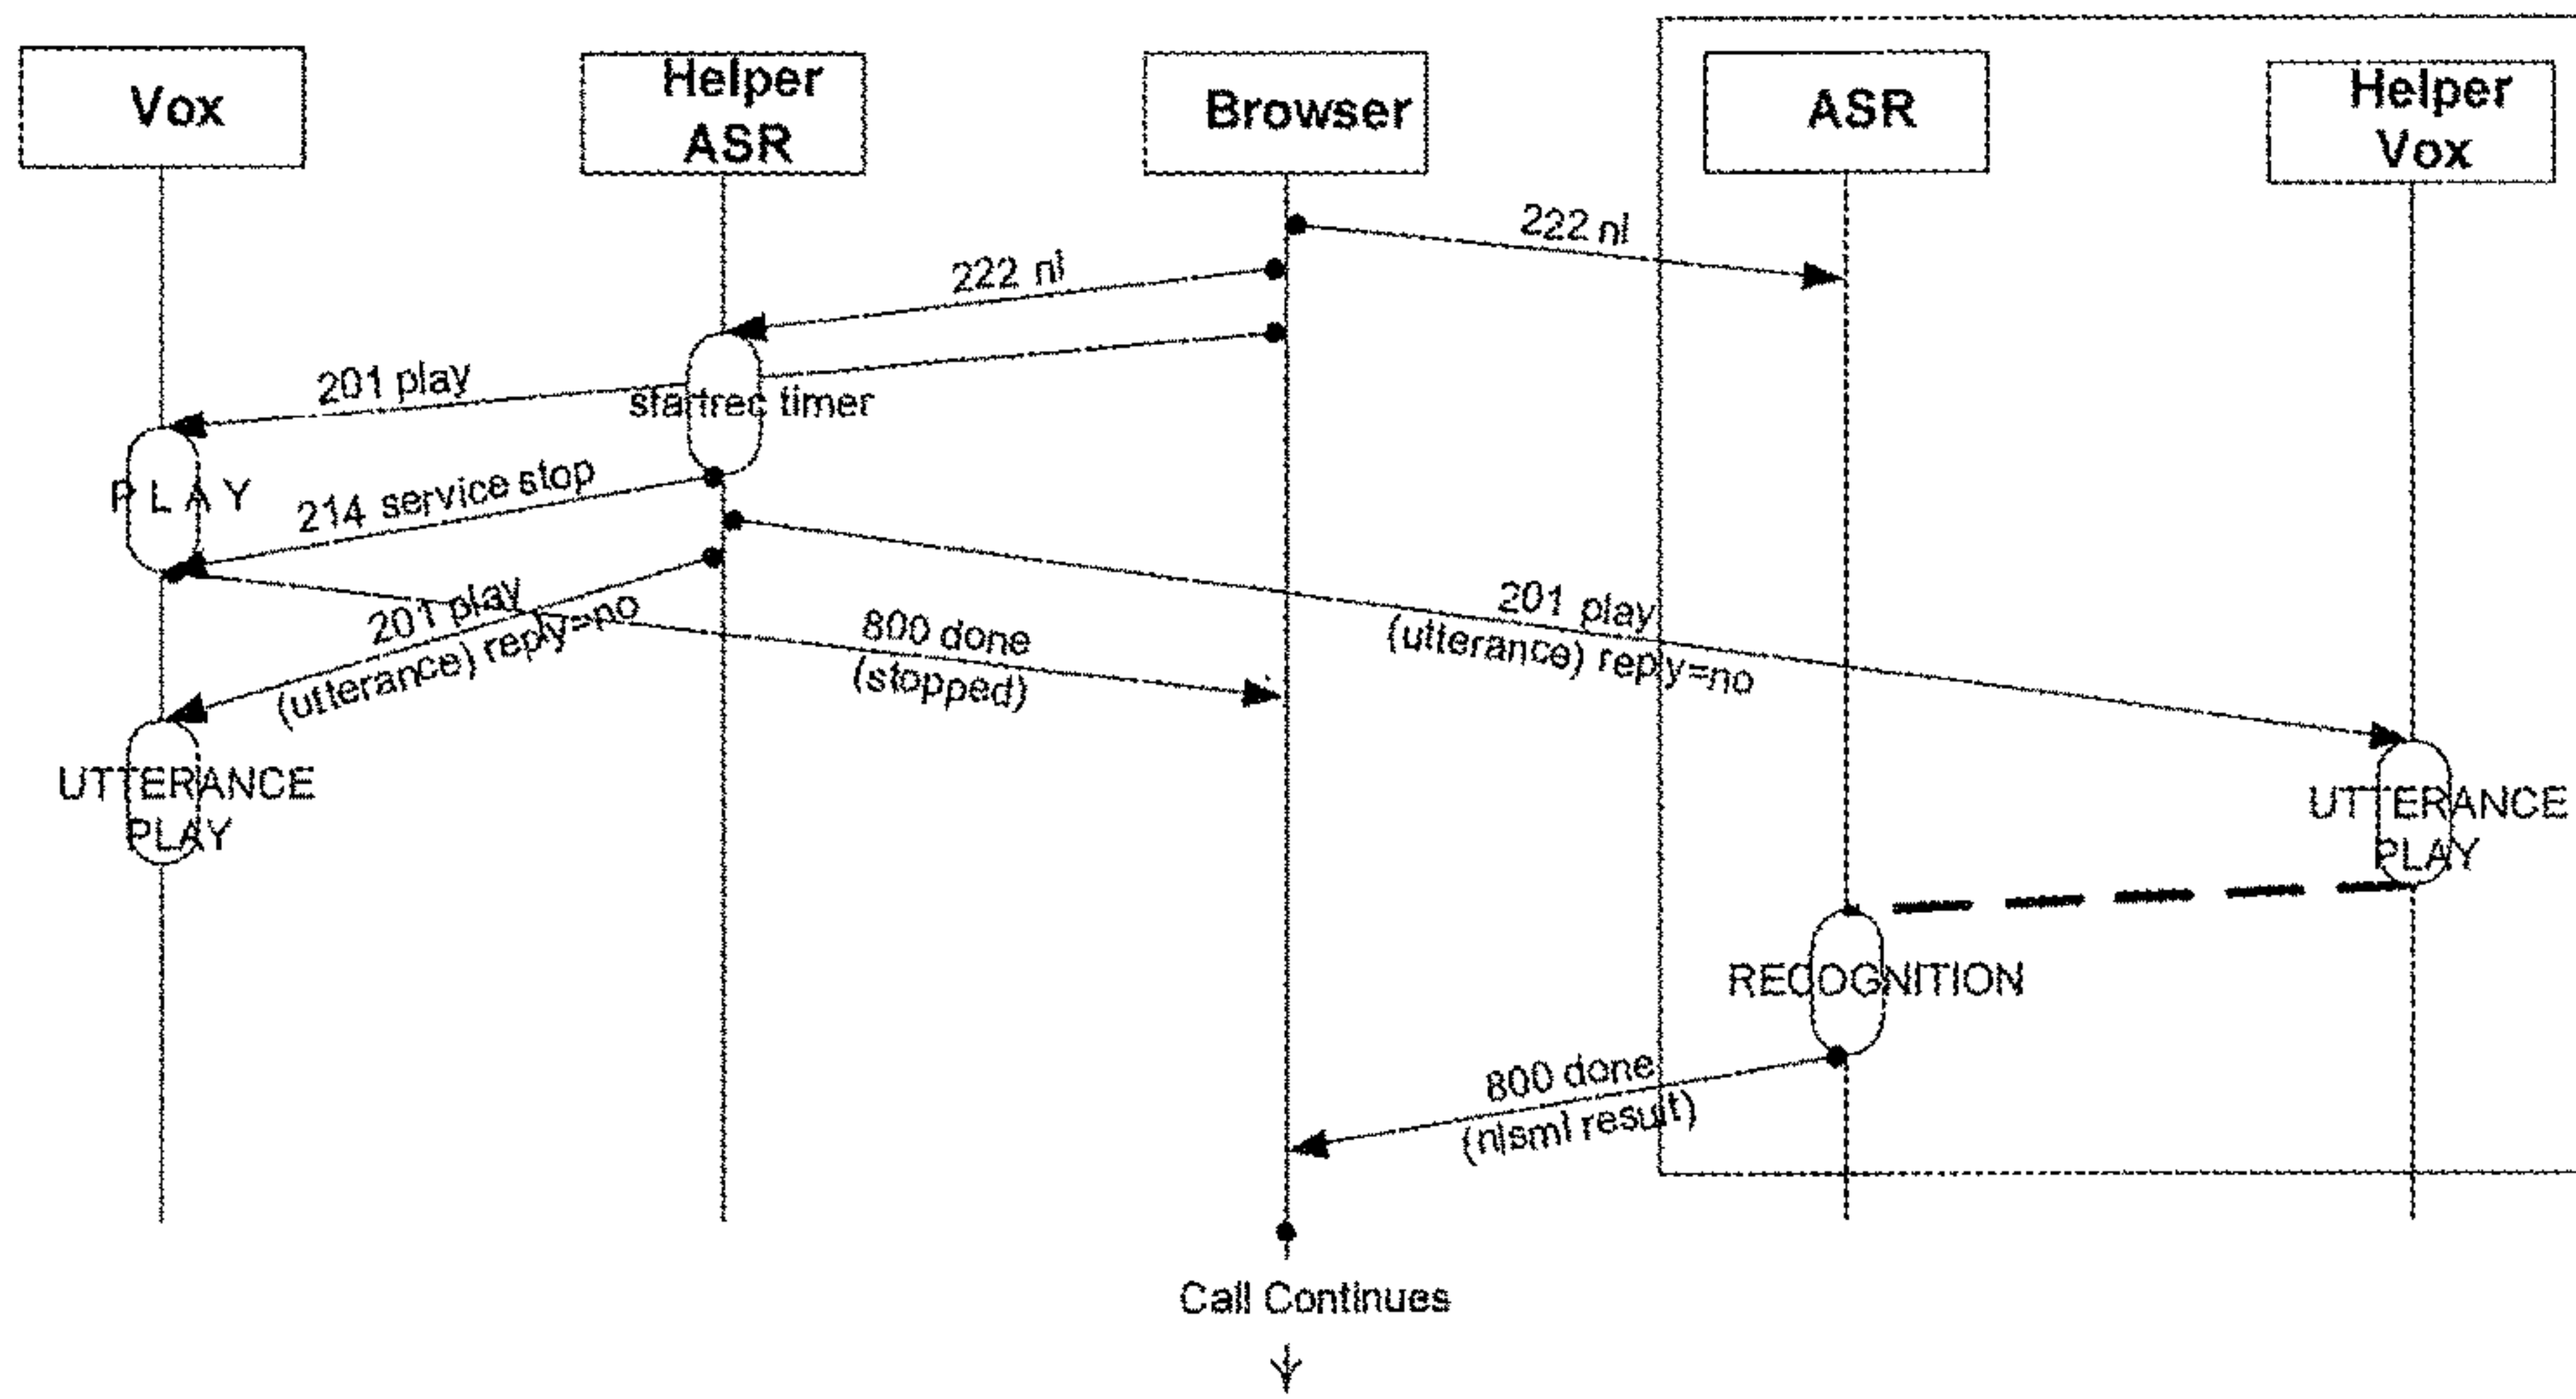 Vox
Helper
ASR
Browser
ASR
Helper
Vox
222 nl
222 nl
201 play
startrec timer
P L A Y
214 service stop
201 play
(utterance) reply=no
800 done
(stopped)
201 play
(utterance) reply=no
UTTERANCE
PLAY
UTTERANCE
PLAY
RECOGNITION
800 done
(nlsml result)
Call Continues